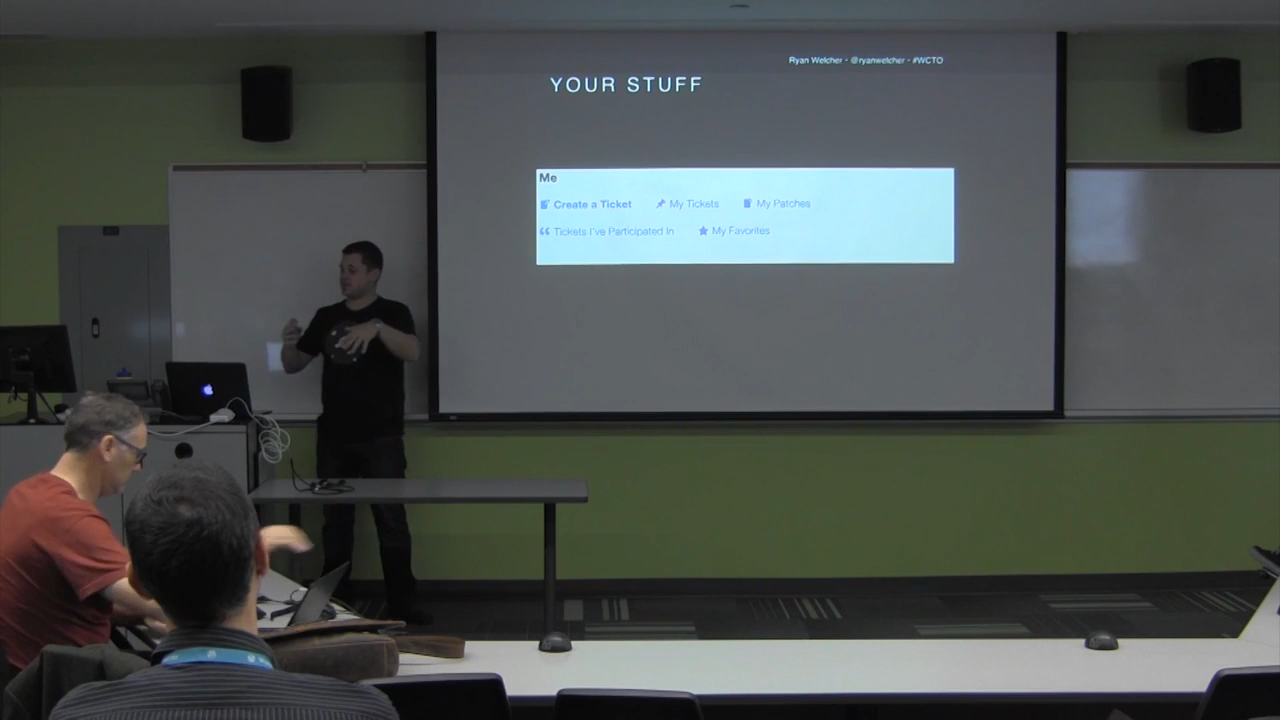 Ryan Welcher - @ryanwelcher - #WCTO
YOUR STUFF
Me
Create a Ticket My Tickets My Patches
Tickets I've Participated In My Favorites